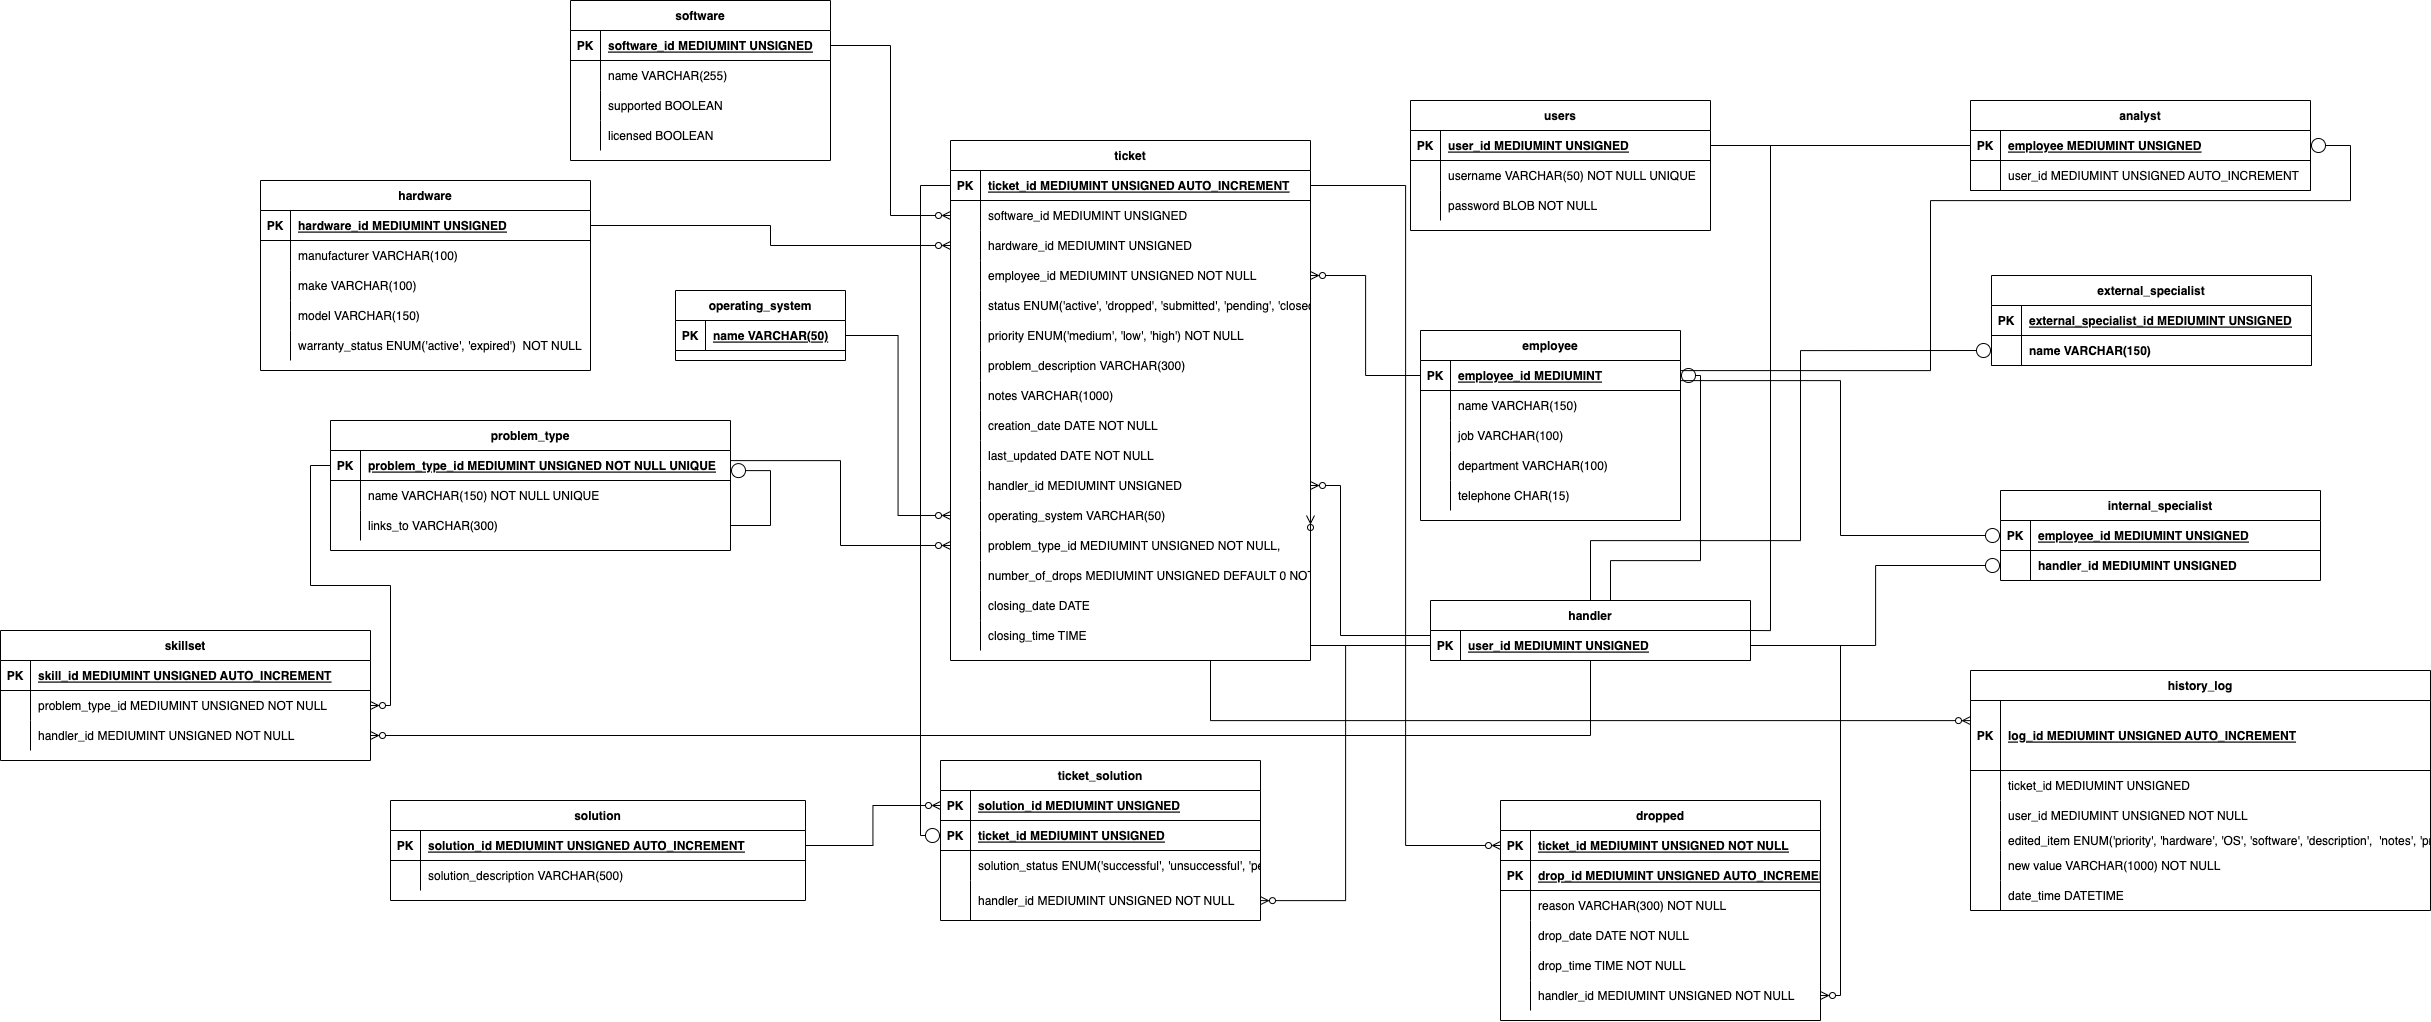 software
PK
software_id MEDIUMINT UNSIGNED
name VARCHAR(255)
supported BOOLEAN
licensed BOOLEAN
hardware
PK
hardware_id MEDIUMINT UNSIGNED
manufacturer VARCHAR(100)
make VARCHAR(100)
model VARCHAR(150)
warranty_status ENUM('active', 'expired')  NOT NULL
operating_system
PK
name VARCHAR(50)
problem_type
PK
problem_type_id MEDIUMINT UNSIGNED NOT NULL UNIQUE
name VARCHAR(150) NOT NULL UNIQUE
links_to VARCHAR(300)
skillset
PK
skill_id MEDIUMINT UNSIGNED AUTO_INCREMENT
problem_type_id MEDIUMINT UNSIGNED NOT NULL
handler_id MEDIUMINT UNSIGNED NOT NULL
solution
PK
solution_id MEDIUMINT UNSIGNED AUTO_INCREMENT
solution_description VARCHAR(500)
ticket
PK
ticket_id MEDIUMINT UNSIGNED AUTO_INCREMENT
software_id MEDIUMINT UNSIGNED
hardware_id MEDIUMINT UNSIGNED
employee_id MEDIUMINT UNSIGNED NOT NULL
status ENUM('active', 'dropped', 'submitted', 'pending', 'closed
priority ENUM('medium', 'low', 'high') NOT NULL
problem_description VARCHAR(300)
notes VARCHAR(1000)
creation_date DATE NOT NULL
last_updated DATE NOT NULL
handler_id MEDIUMINT UNSIGNED
operating_system VARCHAR(50)
problem_type_id MEDIUMINT UNSIGNED NOT NULL,
number_of_drops MEDIUMINT UNSIGNED DEFAULT 0 NOT
closing_date DATE
closing_time TIME
ticket_solution
PK
solution_id MEDIUMINT UNSIGNED
PK
ticket_id MEDIUMINT UNSIGNED
solution_status ENUM('successful', 'unsuccessful', 'pe
handler_id MEDIUMINT UNSIGNED NOT NULL
users
PK
user_id MEDIUMINT UNSIGNED
username VARCHAR(50) NOT NULL UNIQUE
password BLOB NOT NULL
employee
PK
employee_id MEDIUMINT
name VARCHAR(150)
job VARCHAR(100)
department VARCHAR(100)
telephone CHAR(15)
handler
PK
user_id MEDIUMINT UNSIGNED
dropped
PK
ticket_id MEDIUMINT UNSIGNED NOT NULL
PK
drop_id MEDIUMINT UNSIGNED AUTO_INCREME
reason VARCHAR(300) NOT NULL
drop_date DATE NOT NULL
drop_time TIME NOT NULL
handler_id MEDIUMINT UNSIGNED NOT NULL
analyst
PK
employee MEDIUMINT UNSIGNED
user_id MEDIUMINT UNSIGNED AUTO_INCREMENT
external_specialist
PK
external_specialist_id MEDIUMINT UNSIGNED
name VARCHAR(150)
internal_specialist
PK
employee_id MEDIUMINT UNSIGNED
handler_id MEDIUMINT UNSIGNED
history_log
PK
log_id MEDIUMINT UNSIGNED AUTO_INCREMENT
ticket_id MEDIUMINT UNSIGNED
user_id MEDIUMINT UNSIGNED NOT NULL
edited_item ENUM('priority', 'hardware', 'OS', 'software', 'description',  'notes', 'pr
new value VARCHAR(1000) NOT NULL
date_time DATETIME